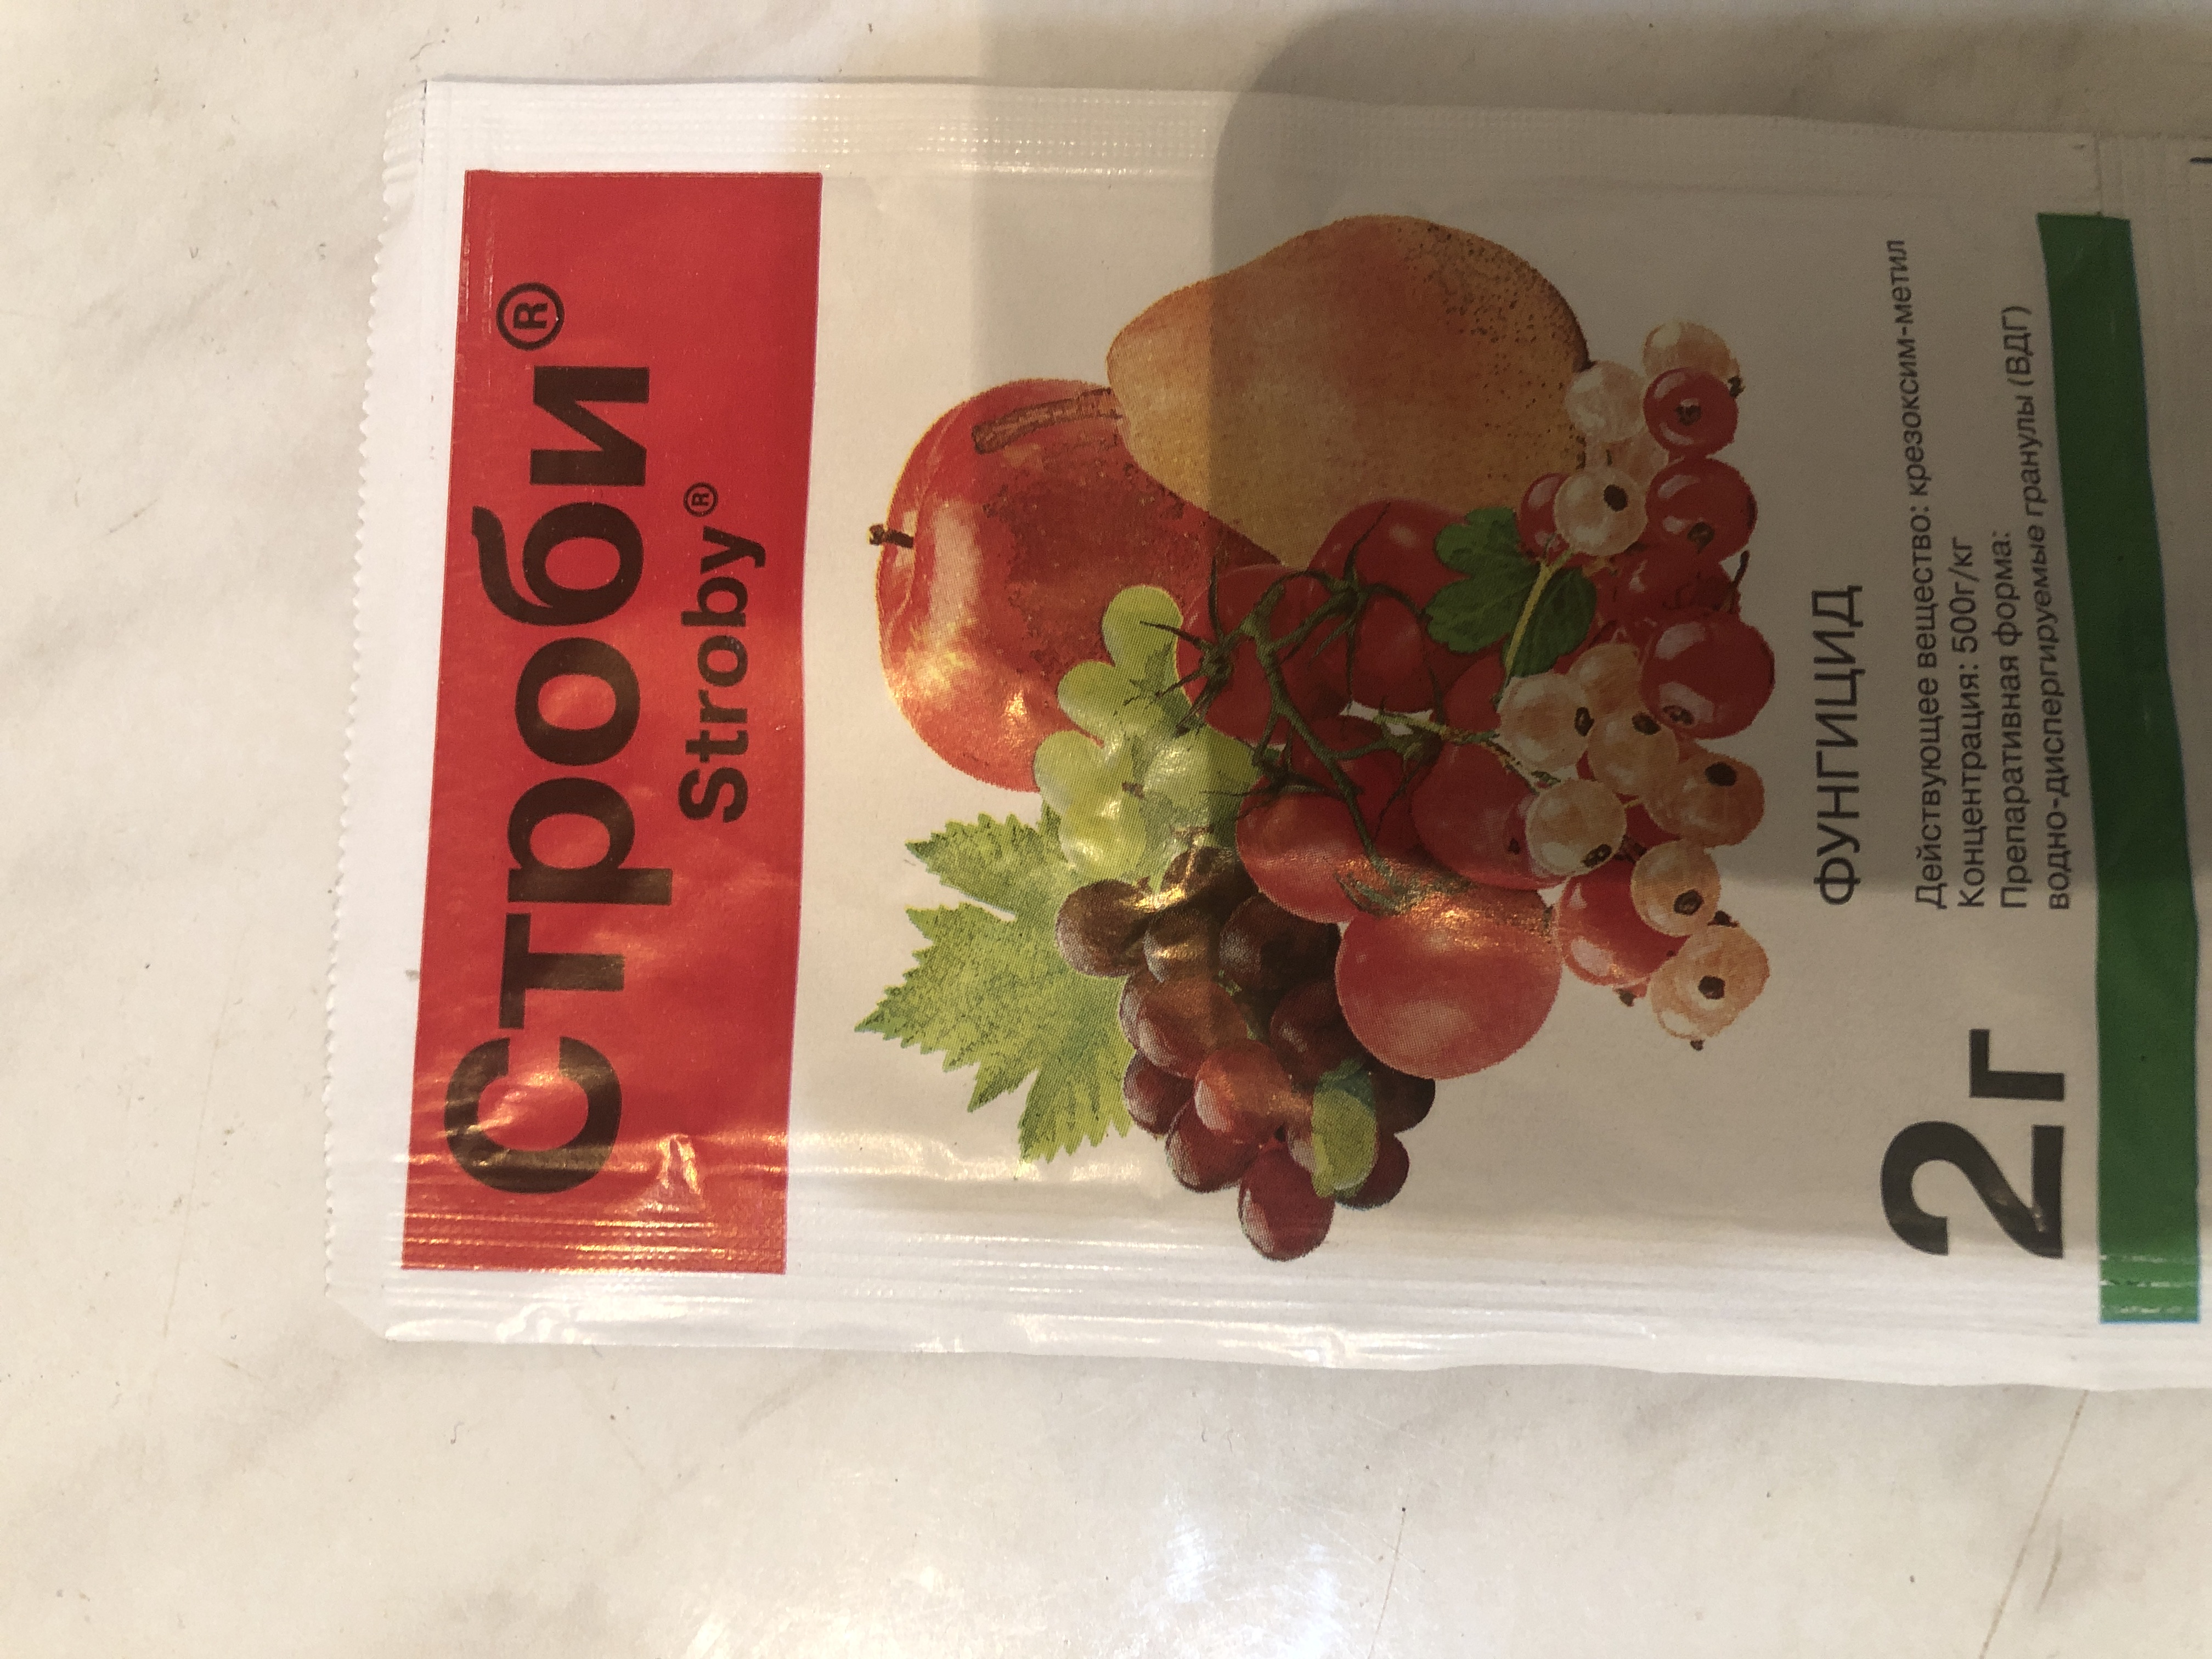 Строби®
Stroby®
ФУНГИЦИД
2г
Действующее вещество: крезоксим-метил
Концентрация: 500г/кг
Препаративная форма:
водно-диспергируемые гранулы (ВДГ)